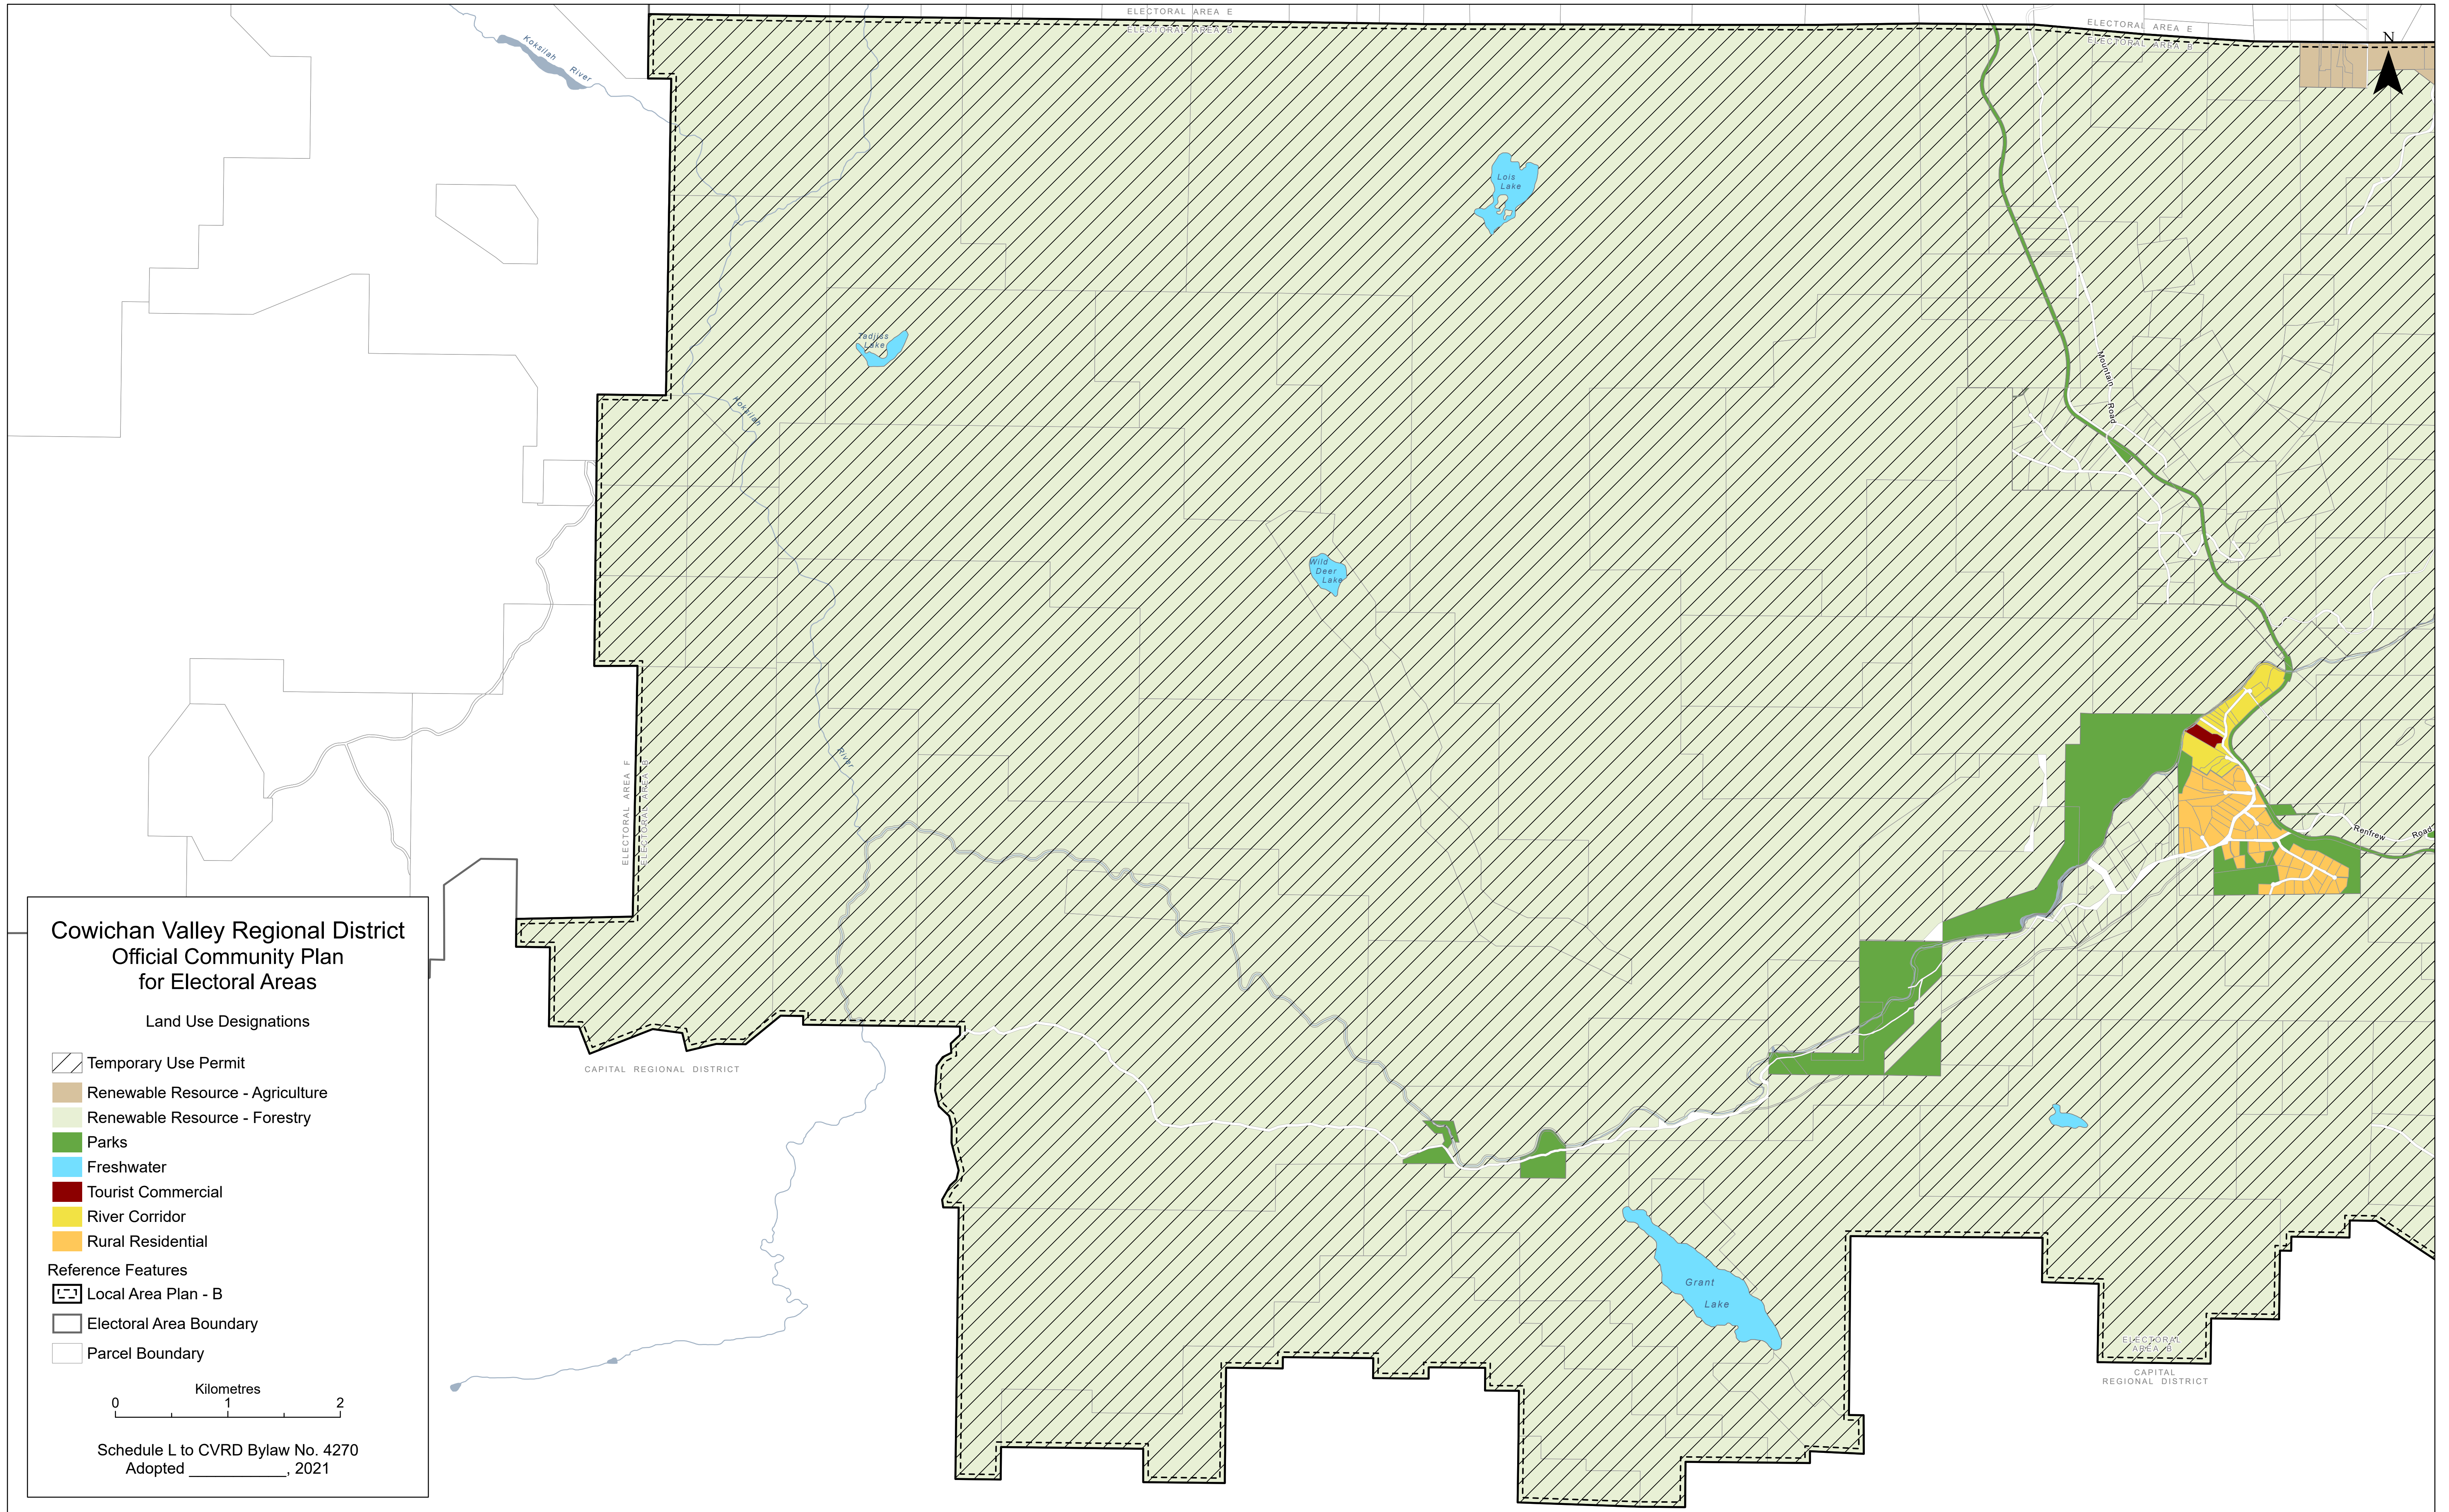 ELECTORAL AREA E
ELECTORAL AREA B
ELECTORAL AREA E
ELECTORAL AREA B
N
Koksilah
River
Lois
Lake
Tadjiss
Lake
Mountain
Road
Koksilah
Wild
Deer
Lake
River
ELECTORAL AREA F
ELECTORAL AREA B
Renfrew
Road
CAPITAL REGIONAL DISTRICT
Grant
Lake
ELECTORAL
AREA B
CAPITAL
REGIONAL DISTRICT
Cowichan Valley Regional District
Official Community Plan
for Electoral Areas
Land Use Designations
Temporary Use Permit
Renewable Resource - Agriculture
Renewable Resource - Forestry
Parks
Freshwater
Tourist Commercial
River Corridor
Rural Residential
Reference Features
Local Area Plan - B
Electoral Area Boundary
Parcel Boundary
Kilometres
0 1 2
Schedule L to CVRD Bylaw No. 4270
Adopted ____________, 2021